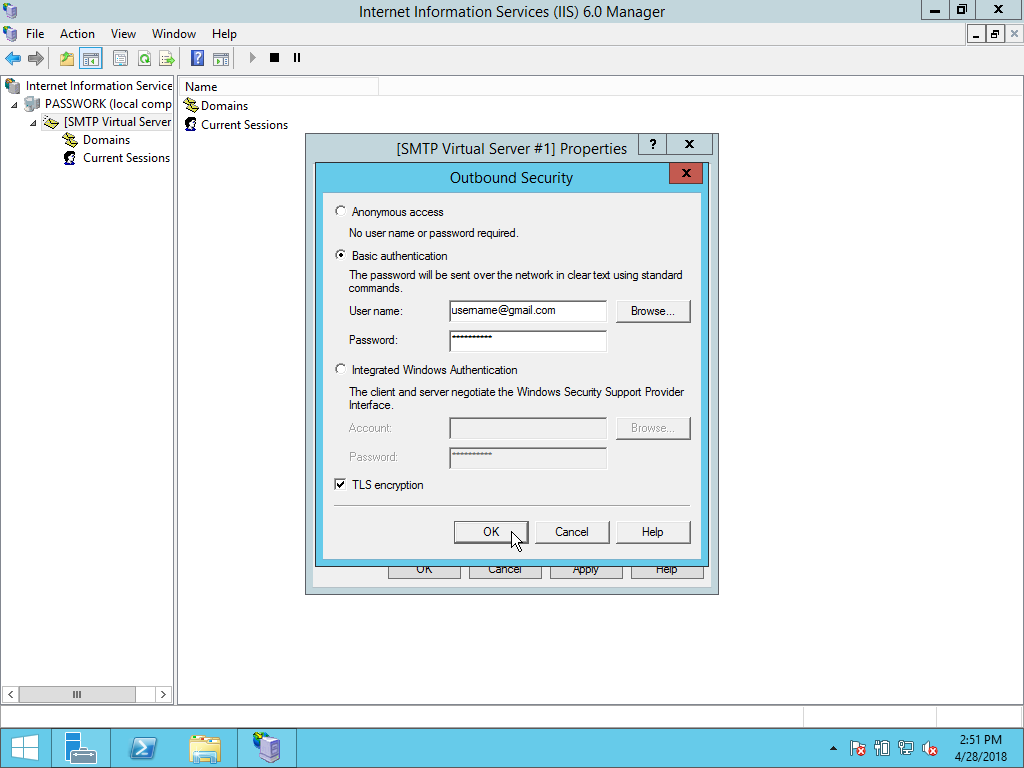 Internet Information Services (IIS) 6.0 Manager
File Action View Window Help
Internet Information Service
PASSWORK (local comp
[SMTP Virtual Server
Domains
Current Sessions
Name
Domains
Current Sessions
[SMTP Virtual Server #1] Properties
? X
Outbound Security
X
Anonymous access
No user name or password required.
Basic authentication
The password will be sent over the network in clear text using standard
commands.
User name:
username@gmail.com
Browse...
Password:
**********
Integrated Windows Authentication
The client and server negotiate the Windows Security Support Provider
Interface.
Account:
Browse...
Password:
**********
TLS encryption
OK Cancel Help
OK Cancel Apply Help
2:51 PM
4/28/2018